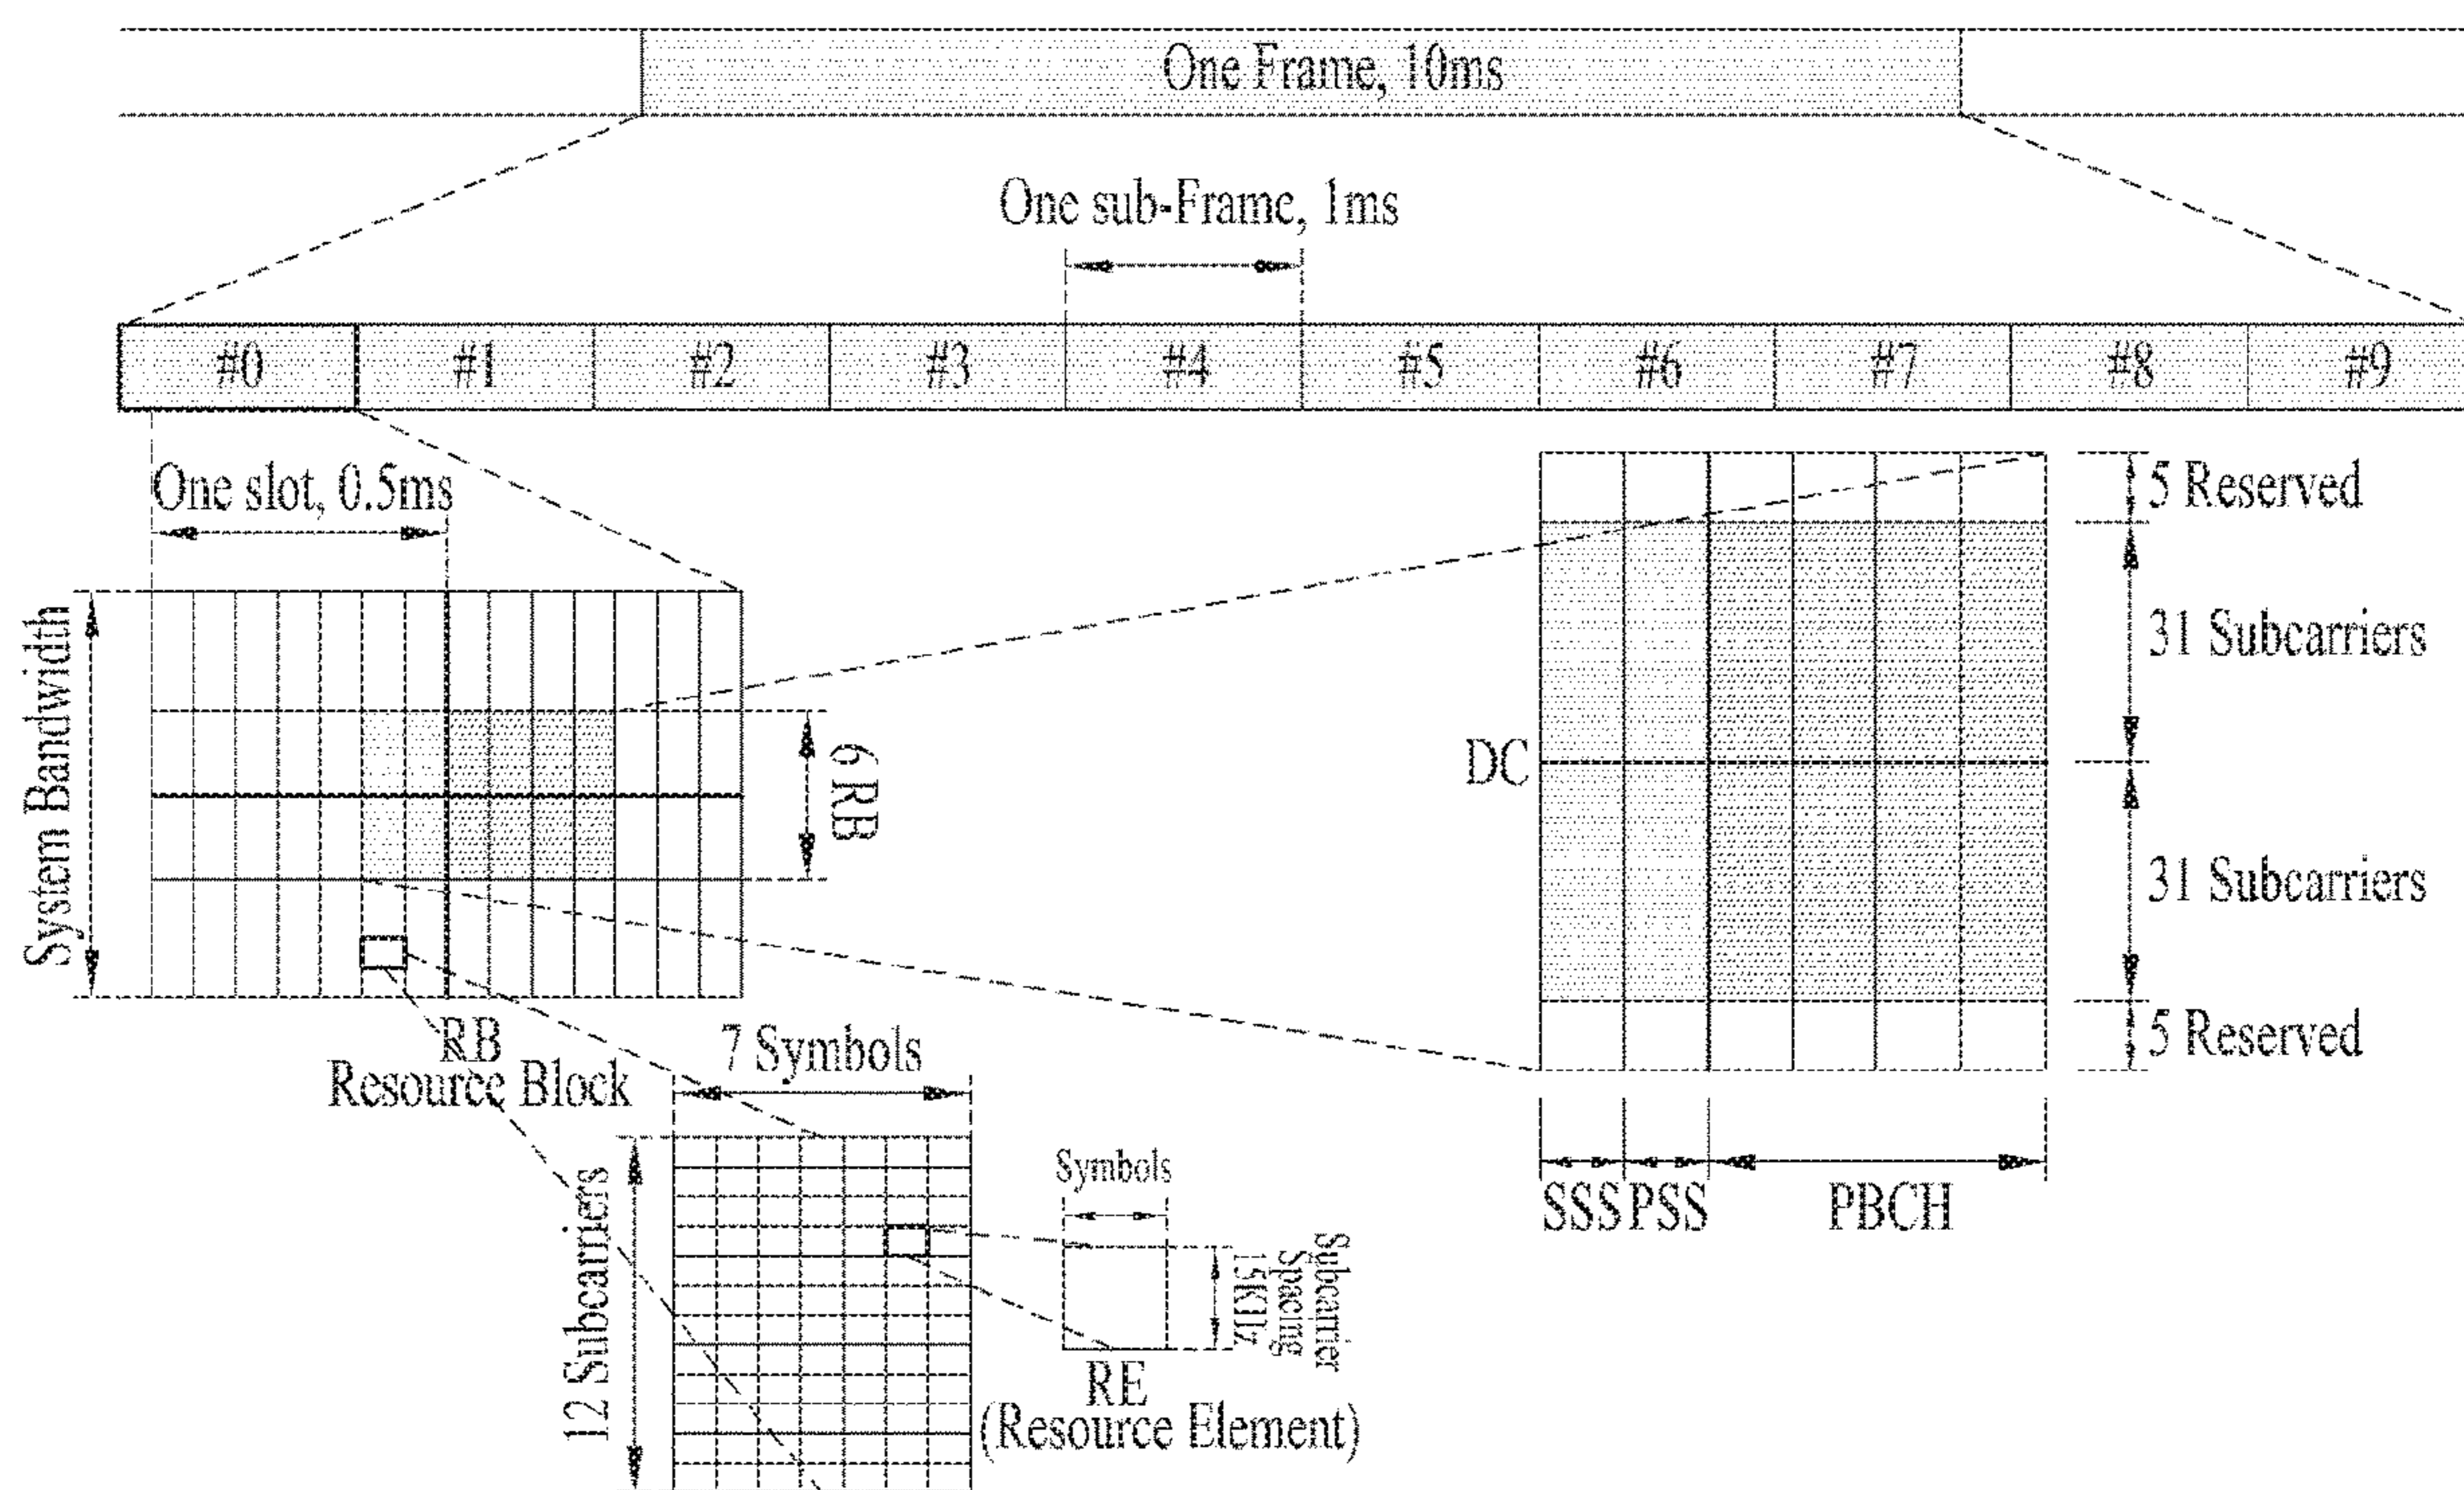 One Frame, 10ms
One sub-Frame, 1ms
#0 #1 #2 #3 #4 #5 #6 #7 #8 #9
One slot, 0.5ms
System Bandwidth
6 RB
RB
Resource Block
7 Symbols
12 Subcarriers
Symbols
Subcarrier
Spacing
15KHz
RE
(Resource Element)
5 Reserved
31 Subcarriers
DC
31 Subcarriers
5 Reserved
SSS PSS PBCH